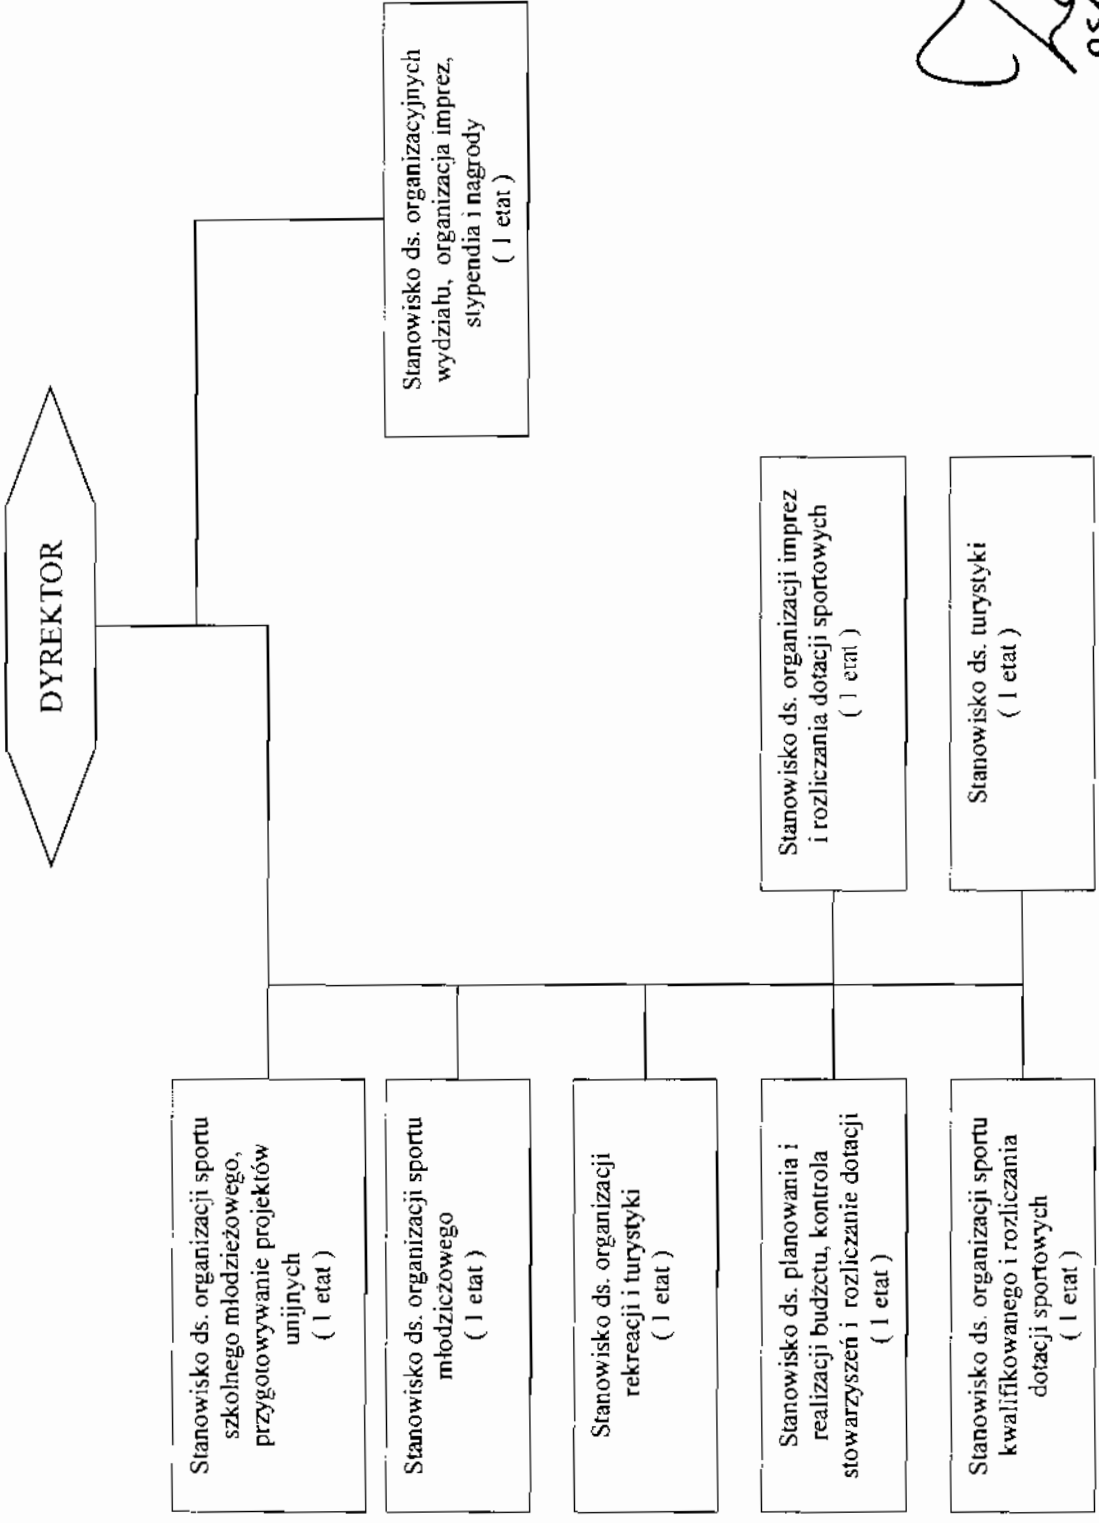 DYREKTOR
Stanowisko ds. organizacyjnych
wydziału, organizacja imprez,
stypendia i nagrody
( 1 etat )
Stanowisko ds. organizacji sportu
szkolnego młodzieżowego,
przygotowywanie projektów
unijnych
( 1 etat )
Stanowisko ds. organizacji sportu
młodzieżowego
( 1 etat )
Stanowisko ds. organizacji
rekreacji i turystyki
( 1 etat )
Stanowisko ds. planowania i
realizacji budżetu, kontrola
stowarzyszeń i rozliczanie dotacji
( 1 etat )
Stanowisko ds. organizacji imprez
i rozliczania dotacji sportowych
( 1 etat )
Stanowisko ds. organizacji sportu
kwalifikowanego i rozliczania
dotacji sportowych
( 1 etat )
Stanowisko ds. turystyki
( 1 etat )